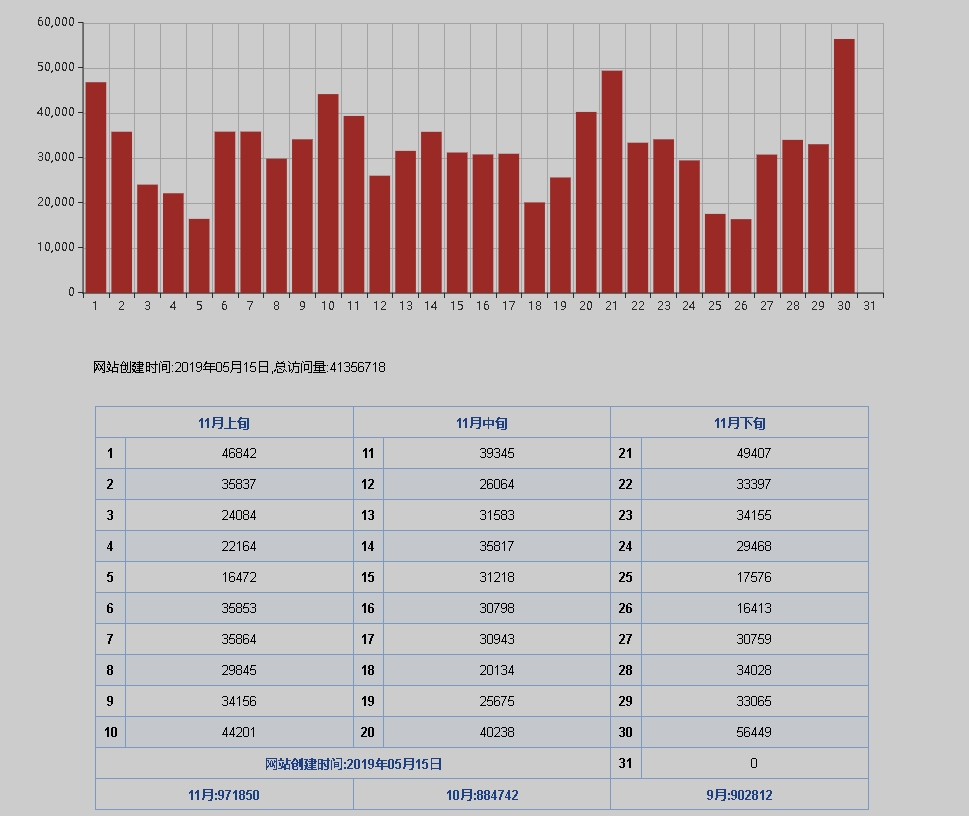 60,000
50,000
40,000
30,000
20,000
10,000
0
1 2 3 4 5 6 7 8 9 10 11 12 13 14 15 16 17 18 19 20 21 22 23 24 25 26 27 28 29 30 31
网站创建时间:2019年05月15日,总访问量:41356718
11月上旬 11月中旬 11月下旬
1 46842 11 39345 21 49407
2 35837 12 26064 22 33397
3 24084 13 31583 23 34155
4 22164 14 35817 24 29468
5 16472 15 31218 25 17576
6 35853 16 30798 26 16413
7 35864 17 30943 27 30759
8 29845 18 20134 28 34028
9 34156 19 25675 29 33065
10 44201 20 40238 30 56449
网站创建时间:2019年05月15日 31 0
11月:971850 10月:884742 9月:902812